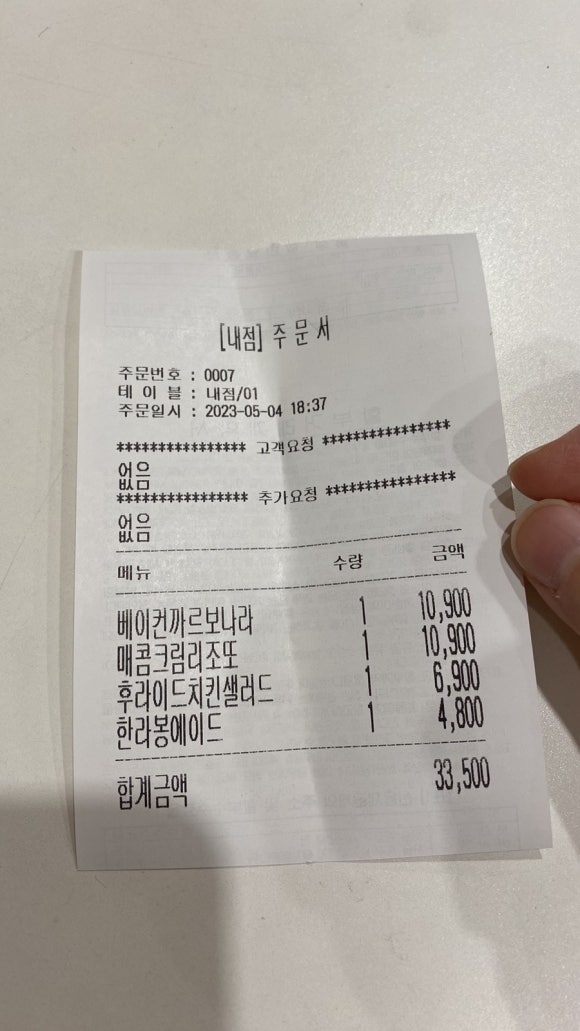 [내점] 주 문 서
주문번호 : 0007
테 이 블 : 내점/01
주문일시 : 2023-05-04 18:37
**************** 고객요청 ****************
없음
**************** 추가요청 ****************
없음
메뉴 수량 금액
베이컨까르보나라 1 10,900
매콤크림리조또 1 10,900
후라이드치킨샐러드 1 6,900
한라봉에이드 1 4,800
합계금액 33,500